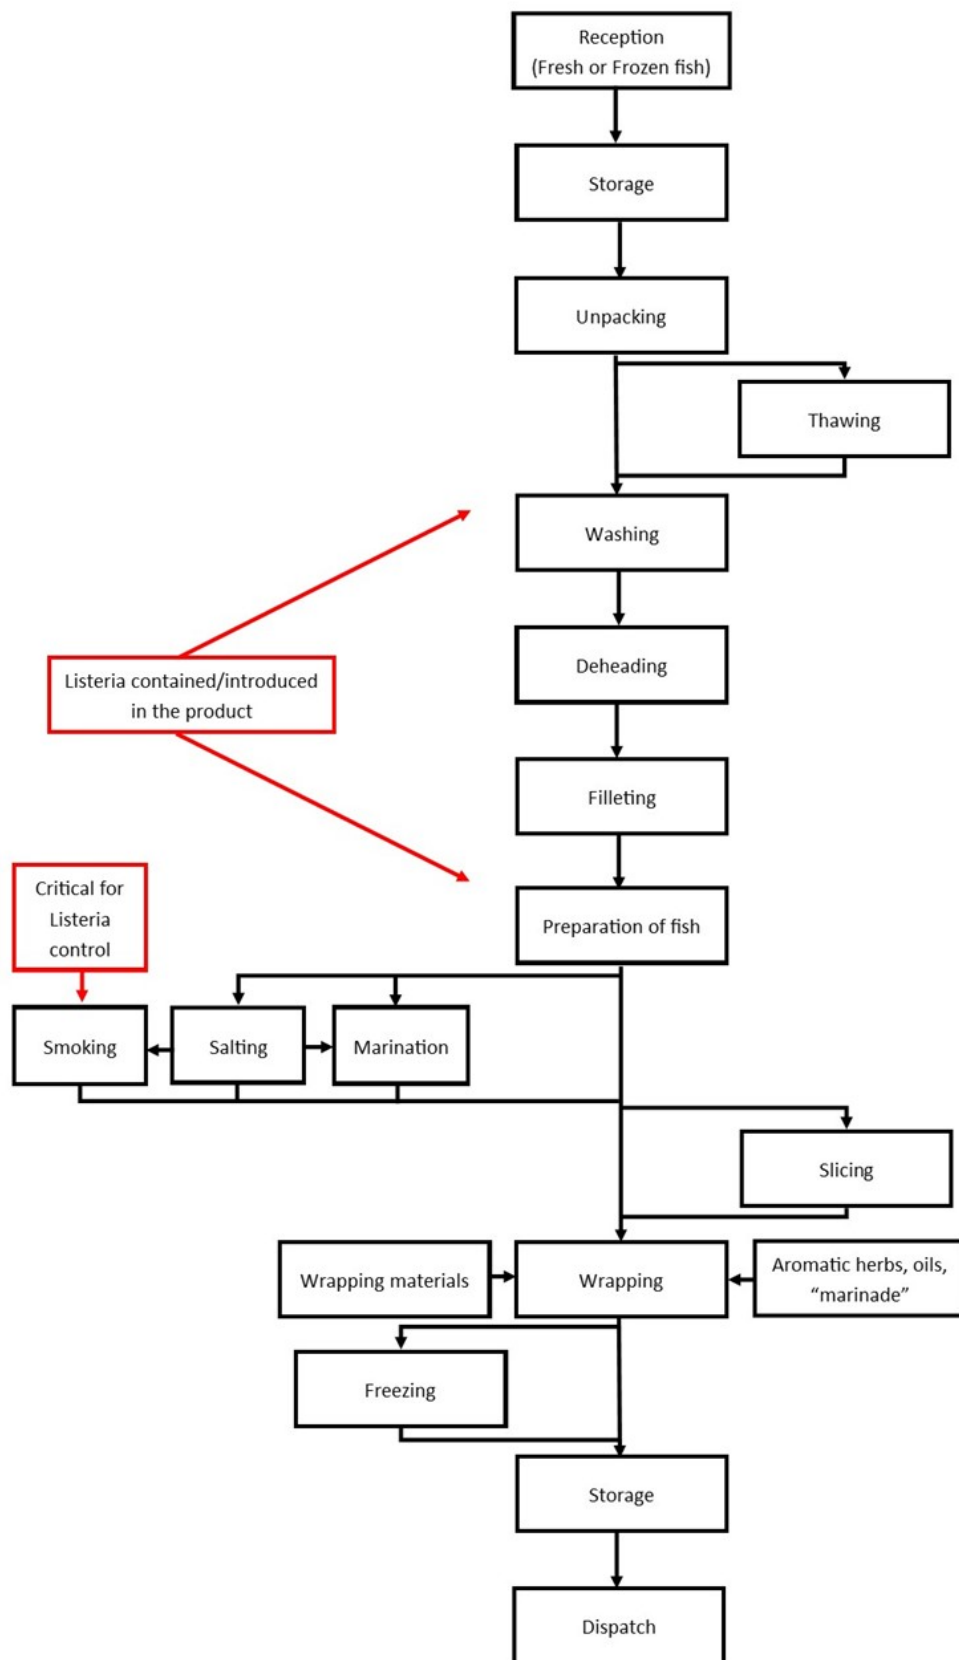 Reception
(Fresh or Frozen fish)
Storage
Unpacking
Thawing
Washing
Listeria contained/introduced
in the product
Deheading
Filleting
Critical for
Listeria
control
Preparation of fish
Smoking
Salting
Marination
Slicing
Wrapping materials
Wrapping
Aromatic herbs, oils,
“marinade”
Freezing
Storage
Dispatch